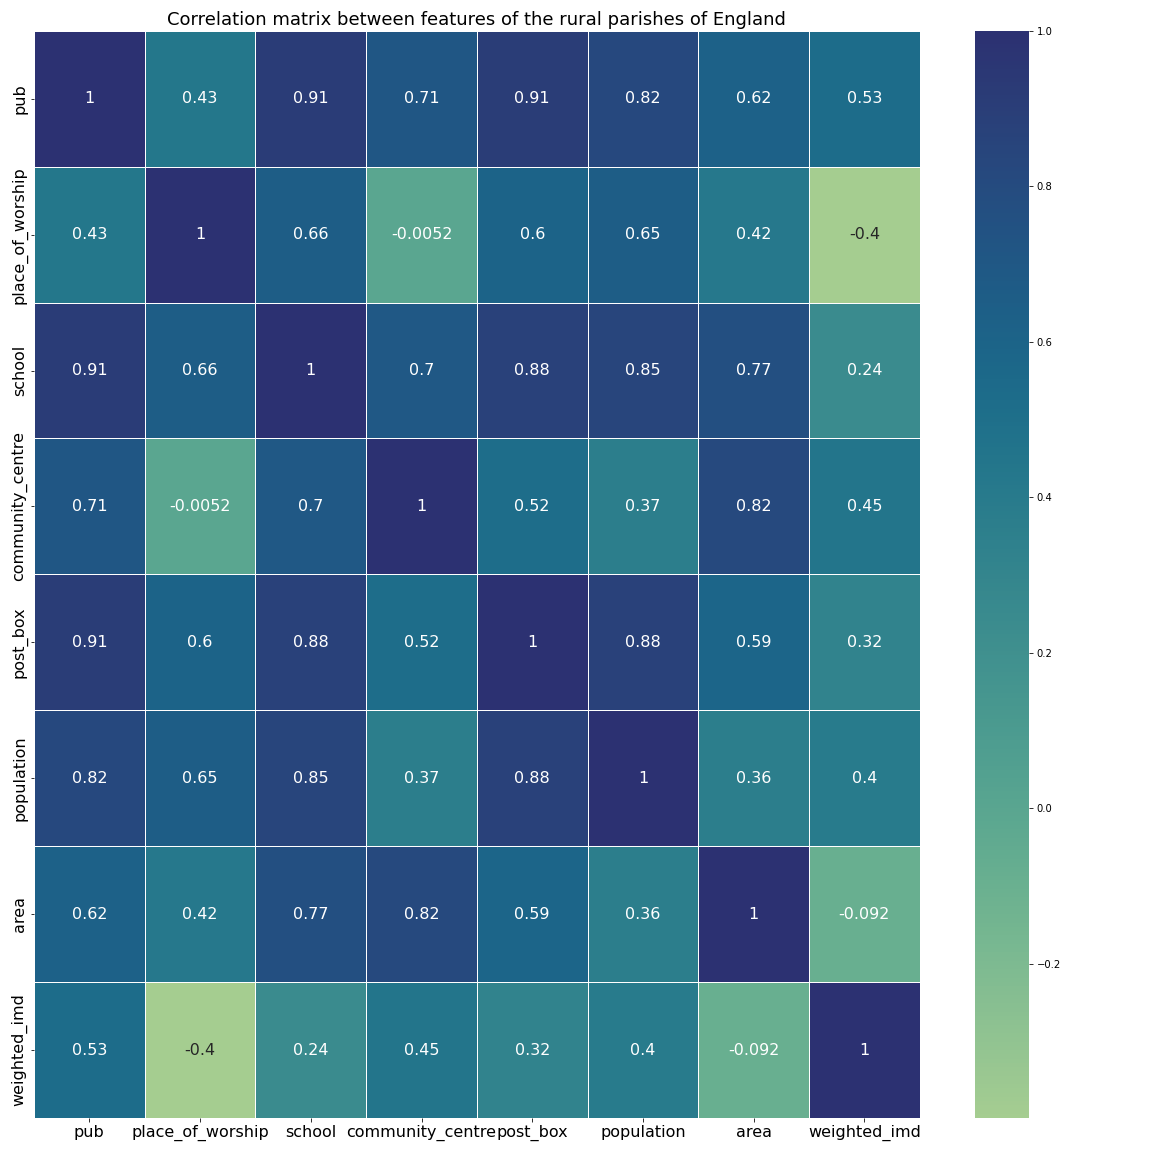 Correlation matrix between features of the rural parishes of England
pub 1 0.43 0.91 0.71 0.91 0.82 0.62 0.53
place_of_worship 0.43 1 0.66 -0.0052 0.6 0.65 0.42 -0.4
school 0.91 0.66 1 0.7 0.88 0.85 0.77 0.24
community_centre 0.71 -0.0052 0.7 1 0.52 0.37 0.82 0.45
post_box 0.91 0.6 0.88 0.52 1 0.88 0.59 0.32
population 0.82 0.65 0.85 0.37 0.88 1 0.36 0.4
area 0.62 0.42 0.77 0.82 0.59 0.36 1 -0.092
weighted_imd 0.53 -0.4 0.24 0.45 0.32 0.4 -0.092 1
pub place_of_worship school community_centre post_box population area weighted_imd
1.0
0.8
0.6
0.4
0.2
0.0
−0.2